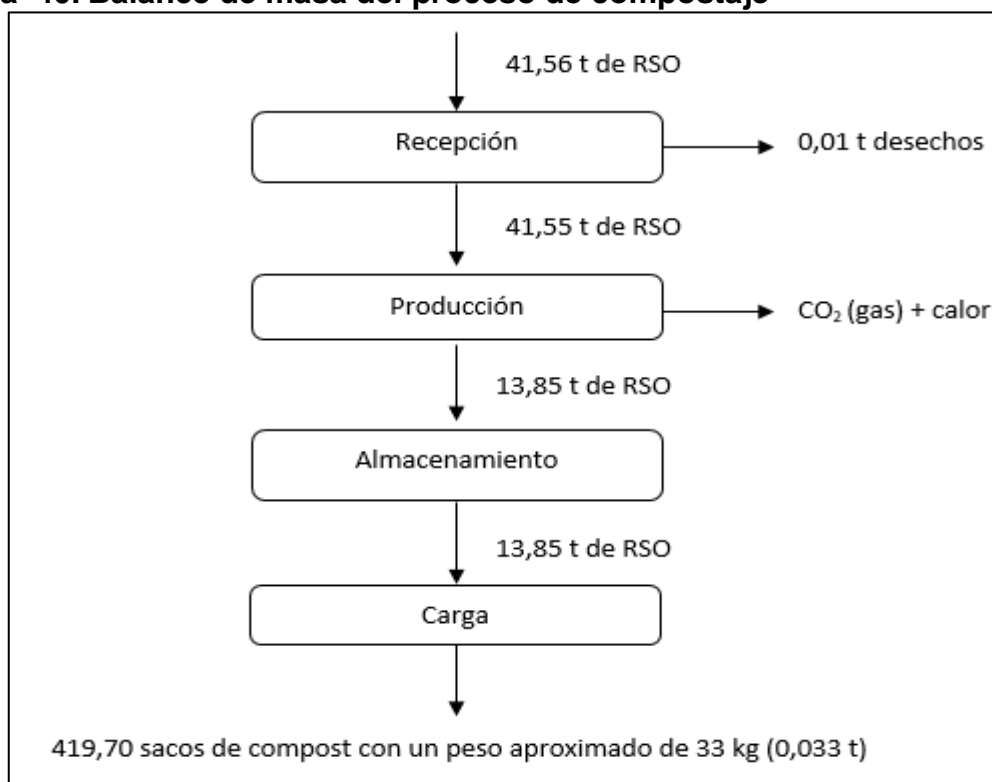 a 46. Balance de masa del proceso de compostaje
41,56 t de RSO
Recepción
0,01 t desechos
41,55 t de RSO
Producción
CO₂ (gas) + calor
13,85 t de RSO
Almacenamiento
13,85 t de RSO
Carga
419,70 sacos de compost con un peso aproximado de 33 kg (0,033 t)